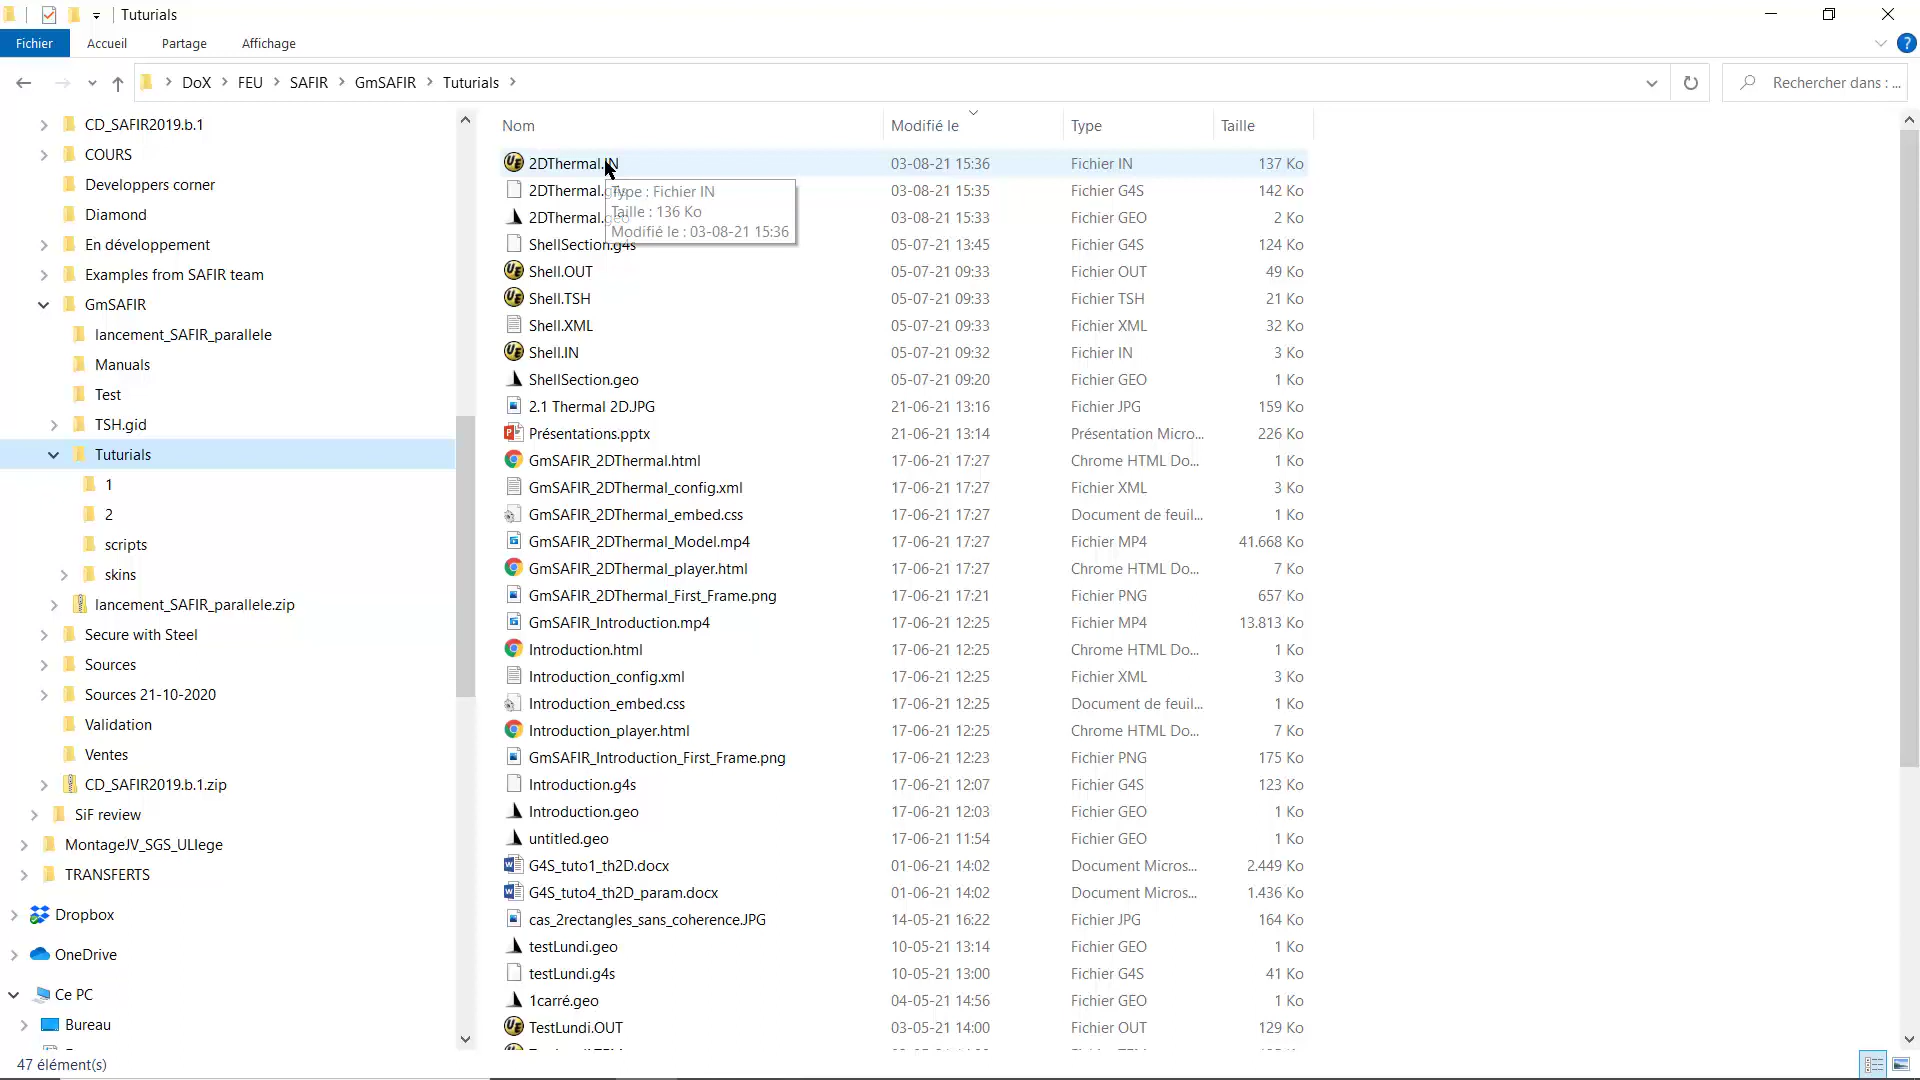 Tuturials
Fichier Accueil Partage Affichage
DoX FEU SAFIR GmSAFIR Tuturials
Rechercher dans : ...
CD_SAFIR2019.b.1
COURS
Developpers corner
Diamond
En développement
Examples from SAFIR team
GmSAFIR
lancement_SAFIR_parallele
Manuals
Test
TSH.gid
Tuturials
1
2
scripts
skins
lancement_SAFIR_parallele.zip
Secure with Steel
Sources
Sources 21-10-2020
Validation
Ventes
CD_SAFIR2019.b.1.zip
SiF review
MontageJV_SGS_ULlege
TRANSFERTS
Dropbox
OneDrive
Ce PC
Bureau
Nom Modifié le Type Taille
2DThermal.IN 03-08-21 15:36 Fichier IN 137 Ko
2DThermal.g4s 03-08-21 15:35 Fichier G4S 142 Ko
2DThermal.geo 03-08-21 15:33 Fichier GEO 2 Ko
Type : Fichier IN
Taille : 136 Ko
Modifié le : 03-08-21 15:36
ShellSection.g4s 05-07-21 13:45 Fichier G4S 124 Ko
Shell.OUT 05-07-21 09:33 Fichier OUT 49 Ko
Shell.TSH 05-07-21 09:33 Fichier TSH 21 Ko
Shell.XML 05-07-21 09:33 Fichier XML 32 Ko
Shell.IN 05-07-21 09:32 Fichier IN 3 Ko
ShellSection.geo 05-07-21 09:20 Fichier GEO 1 Ko
2.1 Thermal 2D.JPG 21-06-21 13:16 Fichier JPG 159 Ko
Présentations.pptx 21-06-21 13:14 Présentation Micro... 226 Ko
GmSAFIR_2DThermal.html 17-06-21 17:27 Chrome HTML Do... 1 Ko
GmSAFIR_2DThermal_config.xml 17-06-21 17:27 Fichier XML 3 Ko
GmSAFIR_2DThermal_embed.css 17-06-21 17:27 Document de feuil... 1 Ko
GmSAFIR_2DThermal_Model.mp4 17-06-21 17:27 Fichier MP4 41.668 Ko
GmSAFIR_2DThermal_player.html 17-06-21 17:27 Chrome HTML Do... 7 Ko
GmSAFIR_2DThermal_First_Frame.png 17-06-21 17:21 Fichier PNG 657 Ko
GmSAFIR_Introduction.mp4 17-06-21 12:25 Fichier MP4 13.813 Ko
Introduction.html 17-06-21 12:25 Chrome HTML Do... 1 Ko
Introduction_config.xml 17-06-21 12:25 Fichier XML 3 Ko
Introduction_embed.css 17-06-21 12:25 Document de feuil... 1 Ko
Introduction_player.html 17-06-21 12:25 Chrome HTML Do... 7 Ko
GmSAFIR_Introduction_First_Frame.png 17-06-21 12:23 Fichier PNG 175 Ko
Introduction.g4s 17-06-21 12:07 Fichier G4S 123 Ko
Introduction.geo 17-06-21 12:03 Fichier GEO 1 Ko
untitled.geo 17-06-21 11:54 Fichier GEO 1 Ko
G4S_tuto1_th2D.docx 01-06-21 14:02 Document Micros... 2.449 Ko
G4S_tuto4_th2D_param.docx 01-06-21 14:02 Document Micros... 1.436 Ko
cas_2rectangles_sans_coherence.JPG 14-05-21 16:22 Fichier JPG 164 Ko
testLundi.geo 10-05-21 13:14 Fichier GEO 1 Ko
testLundi.g4s 10-05-21 13:00 Fichier G4S 41 Ko
1carré.geo 04-05-21 14:56 Fichier GEO 1 Ko
TestLundi.OUT 03-05-21 14:00 Fichier OUT 129 Ko
47 élément(s)